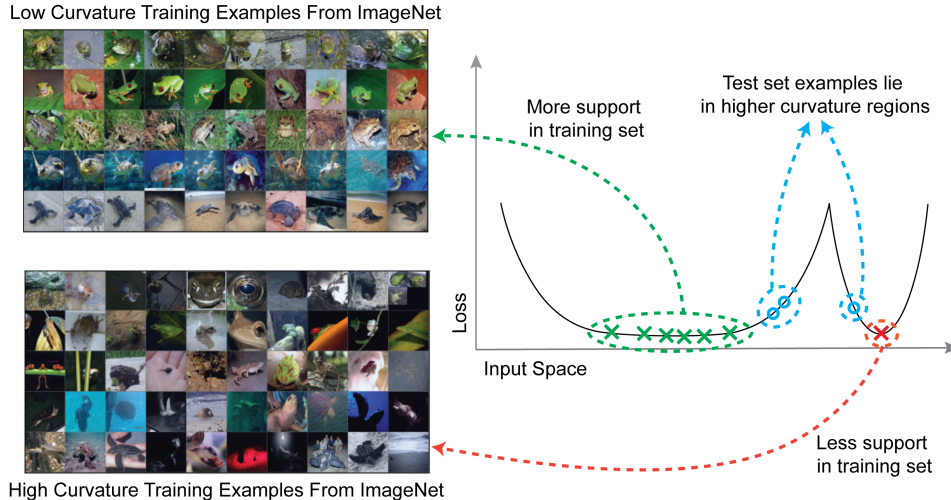 Low Curvature Training Examples From ImageNet
More support
in training set
Test set examples lie
in higher curvature regions
Loss
Input Space
Less support
in training set
High Curvature Training Examples From ImageNet